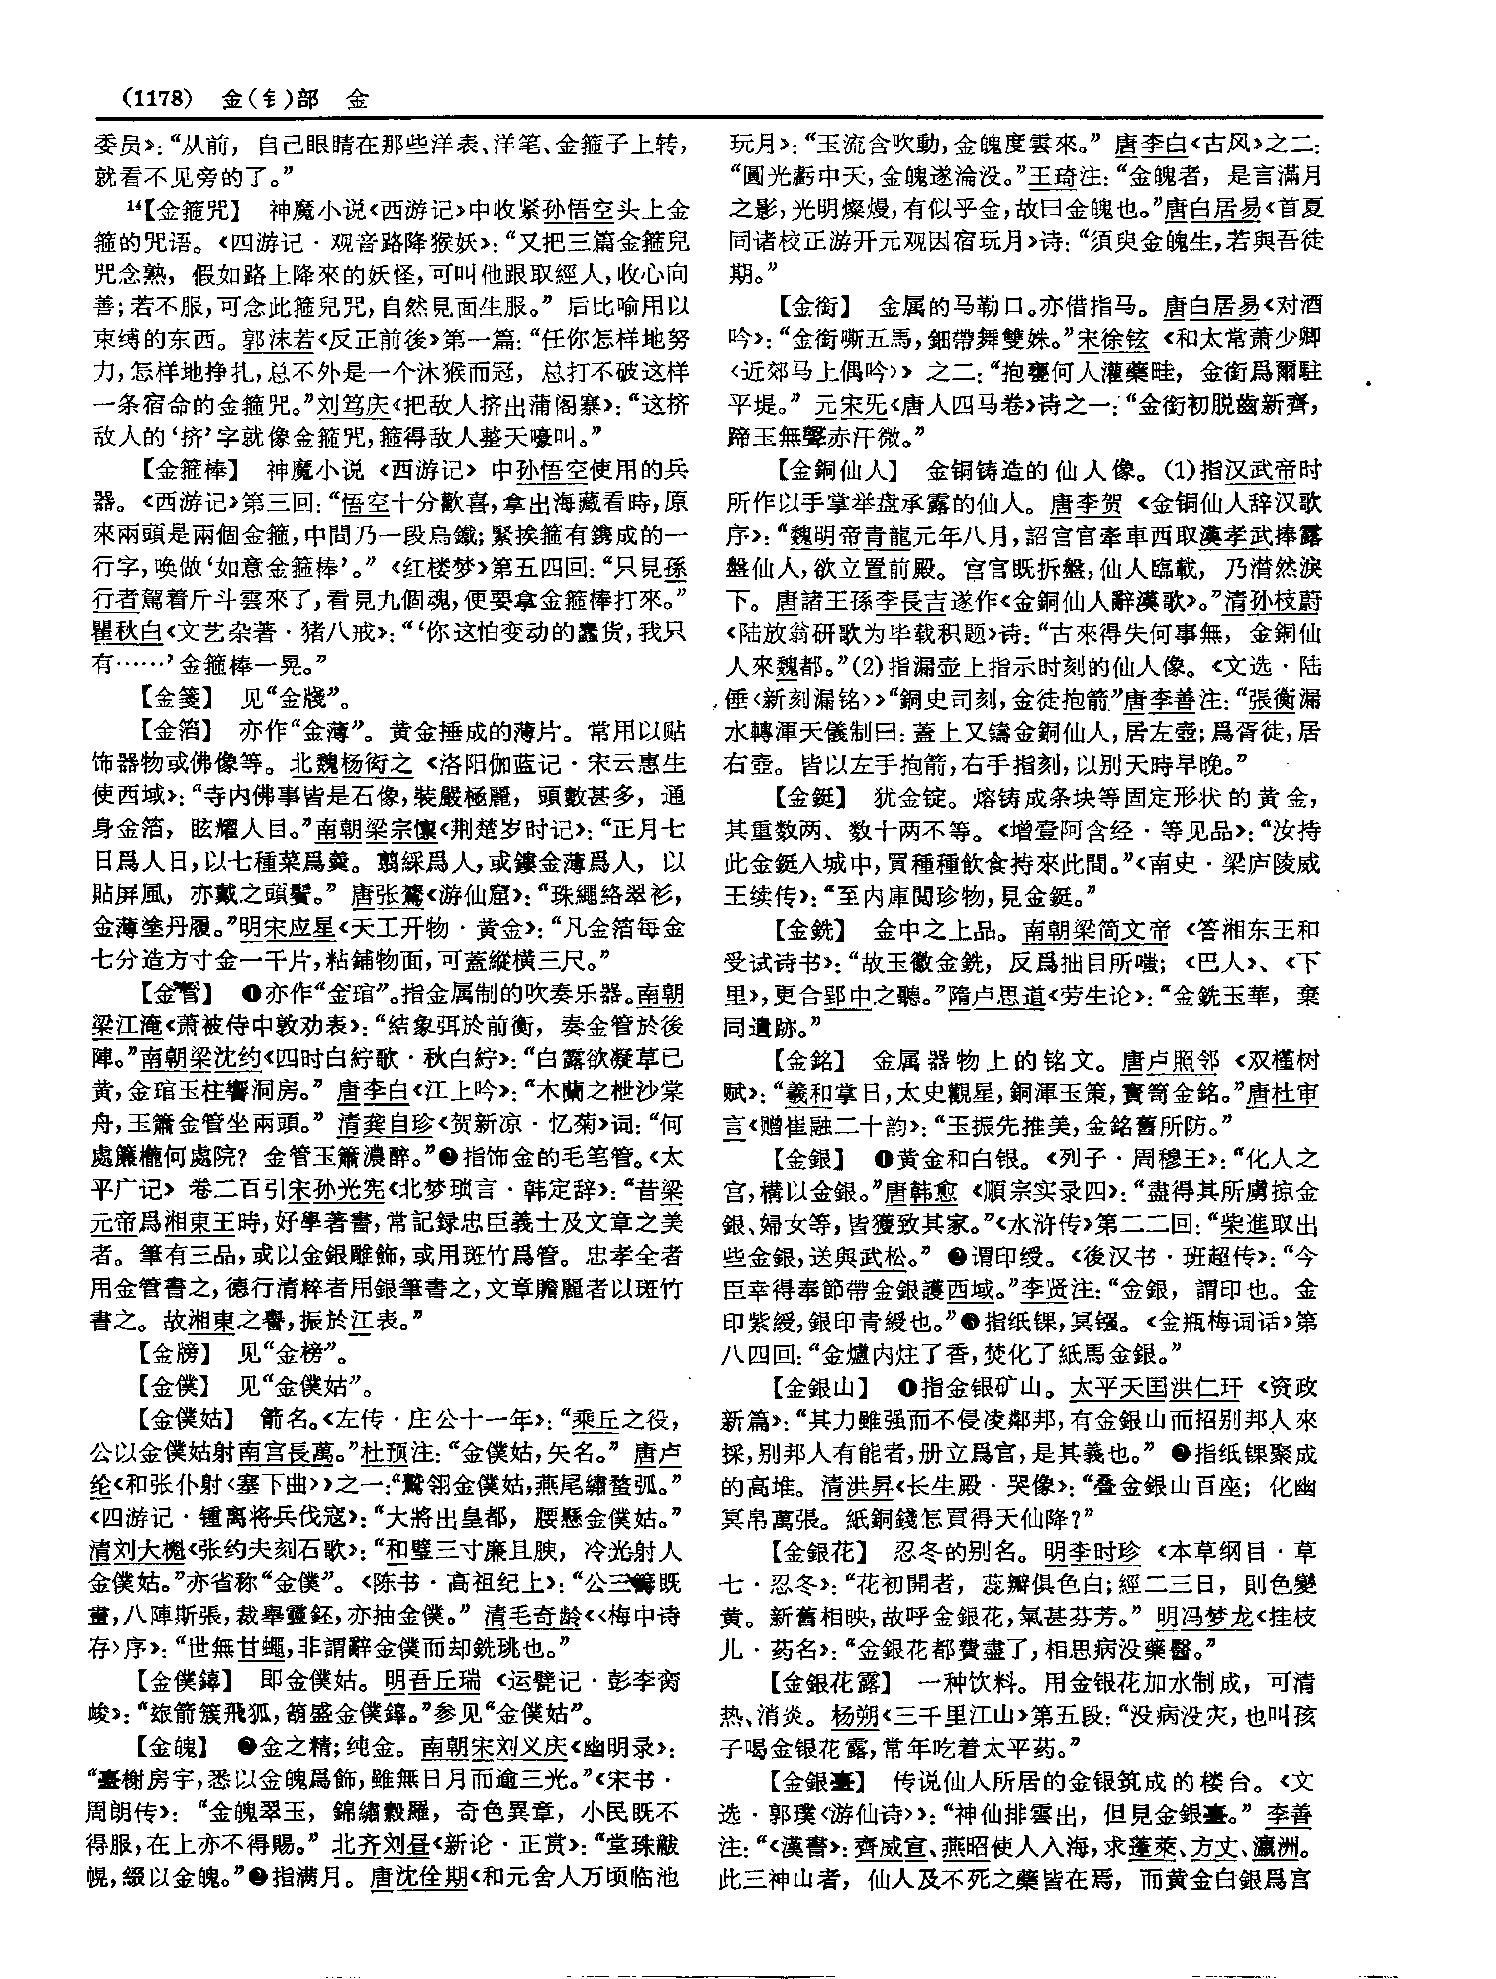 (1178) 金(钅)部 金
委员》：“从前，自己眼睛在那些洋表、洋笔、金箍子上转，
就看不见旁的了。”
14【金箍咒】 神魔小说《西游记》中收紧孙悟空头上金
箍的咒语。《四游记·观音路降猴妖》：“又把三篇金箍兒
咒念熟，假如路上降來的妖怪，可叫他跟取經人，收心向
善；若不服，可念此箍兒咒，自然見面生服。”后比喻用以
束缚的东西。郭沫若《反正前後》第一篇：“任你怎样地努
力，怎样地挣扎，总不外是一个沐猴而冠，总打不破这样
一条宿命的金箍咒。”刘笃庆《把敌人挤出蒲阁寨》：“这挤
敌人的‘挤’字就像金箍咒，箍得敌人整天嚎叫。”
【金箍棒】 神魔小说《西游记》中孙悟空使用的兵
器。《西游记》第三回：“悟空十分歡喜，拿出海藏看時，原
來兩頭是兩個金箍，中間乃一段烏鐵；緊挨箍有鐫成的一
行字，唤做‘如意金箍棒’。”《红楼梦》第五四回：“只見孫
行者駕着斤斗雲來了，看見九個魂，便要拿金箍棒打來。”
瞿秋白《文艺杂著·猪八戒》：“‘你这怕变动的蠢货，我只
有……’金箍棒一晃。”
【金箋】 见“金牋”。
【金箔】 亦作“金薄”。黄金捶成的薄片。常用以贴
饰器物或佛像等。北魏杨衒之《洛阳伽蓝记·宋云惠生
使西域》：“寺内佛事皆是石像，裝嚴極麗，頭數甚多，通
身金箔，眩耀人目。”南朝梁宗懔《荆楚岁时记》：“正月七
日爲人日，以七種菜爲羹。翦綵爲人，或鏤金薄爲人，以
貼屏風，亦戴之頭鬢。”唐张鷟《游仙窟》：“珠繩絡翠衫，
金薄塗丹履。”明宋应星《天工开物·黄金》：“凡金箔每金
七分造方寸金一千片，粘鋪物面，可蓋縱横三尺。”
【金管】 ❶亦作“金琯”。指金属制的吹奏乐器。南朝
梁江淹《萧被侍中敦劝表》：“結象弭於前衡，奏金管於後
陣。”南朝梁沈约《四时白紵歌·秋白紵》：“白露欲凝草已
黄，金琯玉柱響洞房。”唐李白《江上吟》：“木蘭之枻沙棠
舟，玉簫金管坐兩頭。”清龚自珍《贺新凉·忆菊》词：“何
處簾櫳何處院？金管玉簫濃醉。”❷指饰金的毛笔管。《太
平广记》卷二百引宋孙光宪《北梦琐言·韩定辞》：“昔梁
元帝爲湘東王時，好學著書，常記録忠臣義士及文章之美
者。筆有三品，或以金銀雕飾，或用斑竹爲管。忠孝全者
用金管書之，德行清粹者用銀筆書之，文章贍麗者以斑竹
書之。故湘東之譽，振於江表。”
【金牓】 见“金榜”。
【金僕】 见“金僕姑”。
【金僕姑】 箭名。《左传·庄公十一年》：“乘丘之役，
公以金僕姑射南宫長萬。”杜预注：“金僕姑，矢名。”唐卢
纶《和张仆射〈塞下曲〉》之一：“鷲翎金僕姑，燕尾繡蝥弧。”
《四游记·锺离将兵伐寇》：“大將出皇都，腰懸金僕姑。”
清刘大櫆《张约夫刻石歌》：“和璧三寸廉且腴，冷光射人
金僕姑。”亦省称“金僕”。《陈书·高祖纪上》：“公三籌既
畫，八陣斯張，裁舉靈鉟，亦抽金僕。”清毛奇龄《〈梅中诗
存〉序》：“世無甘蠅，非謂辭金僕而却銑珧也。”
【金僕鏄】 即金僕姑。明吾丘瑞《运甓记·彭李脔
峻》：“鍭箭簇飛狐，箙盛金僕鏄。”参见“金僕姑”。
【金魄】 ❶金之精；纯金。南朝宋刘义庆《幽明录》：
“臺榭房宇，悉以金魄爲飾，雖無日月而逾三光。”《宋书·
周朗传》：“金魄翠玉，錦繡縠羅，奇色異章，小民既不
得服，在上亦不得賜。”北齐刘昼《新论·正赏》：“堂珠黻
幌，綴以金魄。”❷指满月。唐沈佺期《和元舍人万顷临池
玩月》：“玉流含吹動，金魄度雲來。”唐李白《古风》之二：
“圓光虧中天，金魄遂淪没。”王琦注：“金魄者，是言滿月
之影，光明燦熳，有似乎金，故曰金魄也。”唐白居易《首夏
同诸校正游开元观因宿玩月》诗：“須臾金魄生，若與吾徒
期。”
【金銜】 金属的马勒口。亦借指马。唐白居易《对酒
吟》：“金銜嘶五馬，鈿帶舞雙姝。”宋徐铉《和太常萧少卿
〈近郊马上偶吟〉》之二：“抱甕何人灌藥畦，金銜爲爾駐
平堤。”元宋旡《唐人四马卷》诗之一：“金銜初脱齒新齊，
蹄玉無聲赤汗微。”
【金銅仙人】 金铜铸造的仙人像。(1)指汉武帝时
所作以手掌举盘承露的仙人。唐李贺《金铜仙人辞汉歌
序》：“魏明帝青龍元年八月，詔宫官牽車西取漢孝武捧露
盤仙人，欲立置前殿。宫官既拆盤，仙人臨載，乃潸然淚
下。唐諸王孫李長吉遂作《金銅仙人辭漢歌》。”清孙枝蔚
《陆放翁研歌为毕载积题》诗：“古來得失何事無，金銅仙
人來魏都。”(2)指漏壶上指示时刻的仙人像。《文选·陆
倕〈新刻漏铭〉》“銅史司刻，金徒抱箭”唐李善注：“張衡漏
水轉渾天儀制曰：蓋上又鑄金銅仙人，居左壺；爲胥徒，居
右壺。皆以左手抱箭，右手指刻，以别天時早晚。”
【金鋌】 犹金锭。熔铸成条块等固定形状的黄金，
其重数两、数十两不等。《增壹阿含经·等见品》：“汝持
此金鋌入城中，買種種飲食持來此間。”《南史·梁庐陵威
王续传》：“至内庫閲珍物，見金鋌。”
【金銑】 金中之上品。南朝梁简文帝《答湘东王和
受试诗书》：“故玉徽金銑，反爲拙目所嗤；《巴人》、《下
里》，更合郢中之聽。”隋卢思道《劳生论》：“金銑玉華，棄
同遺跡。”
【金銘】 金属器物上的铭文。唐卢照邻《双槿树
赋》：“羲和掌日，太史觀星，銅渾玉策，寶笥金銘。”唐杜审
言《赠崔融二十韵》：“玉振先推美，金銘舊所防。”
【金銀】 ❶黄金和白银。《列子·周穆王》：“化人之
宫，構以金銀。”唐韩愈《顺宗实录四》：“盡得其所虜掠金
銀、婦女等，皆獲致其家。”《水浒传》第二二回：“柴進取出
些金銀，送與武松。”❷谓印绶。《後汉书·班超传》：“今
臣幸得奉節帶金銀護西域。”李贤注：“金銀，謂印也。金
印紫綬，銀印青綬也。”❸指纸锞，冥镪。《金瓶梅词话》第
八四回：“金爐内炷了香，焚化了紙馬金銀。”
【金銀山】 ❶指金银矿山。太平天囯洪仁玕《资政
新篇》：“其力雖强而不侵凌鄰邦，有金銀山而招别邦人來
採，别邦人有能者，册立爲官，是其義也。”❷指纸锞聚成
的高堆。清洪昇《长生殿·哭像》：“叠金銀山百座；化幽
冥帛萬張。紙銅錢怎買得天仙降？”
【金銀花】 忍冬的别名。明李时珍《本草纲目·草
七·忍冬》：“花初開者，蕊瓣俱色白；經二三日，則色變
黄。新舊相映，故呼金銀花，氣甚芬芳。”明冯梦龙《挂枝
儿·药名》：“金銀花都費盡了，相思病没藥醫。”
【金銀花露】 一种饮料。用金银花加水制成，可清
热、消炎。杨朔《三千里江山》第五段：“没病没灾，也叫孩
子喝金银花露，常年吃着太平药。”
【金銀臺】 传说仙人所居的金银筑成的楼台。《文
选·郭璞〈游仙诗〉》：“神仙排雲出，但見金銀臺。”李善
注：“《漢書》：齊威宣、燕昭使人入海，求蓬萊、方丈、瀛洲。
此三神山者，仙人及不死之藥皆在焉，而黄金白銀爲宫